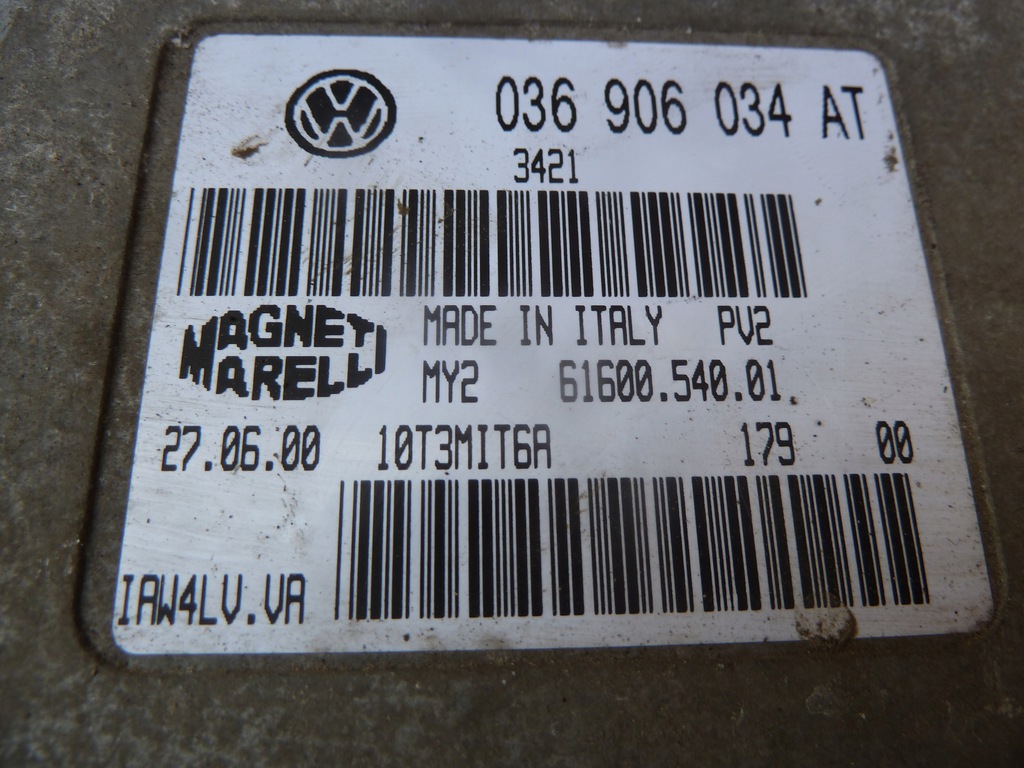 036 906 034 AT
3421
MAGNETI MARELLI
MADE IN ITALY PV2
MY2 61600.540.01
27.06.00 10T3MIT6A 179 00
IAW4LV.VA